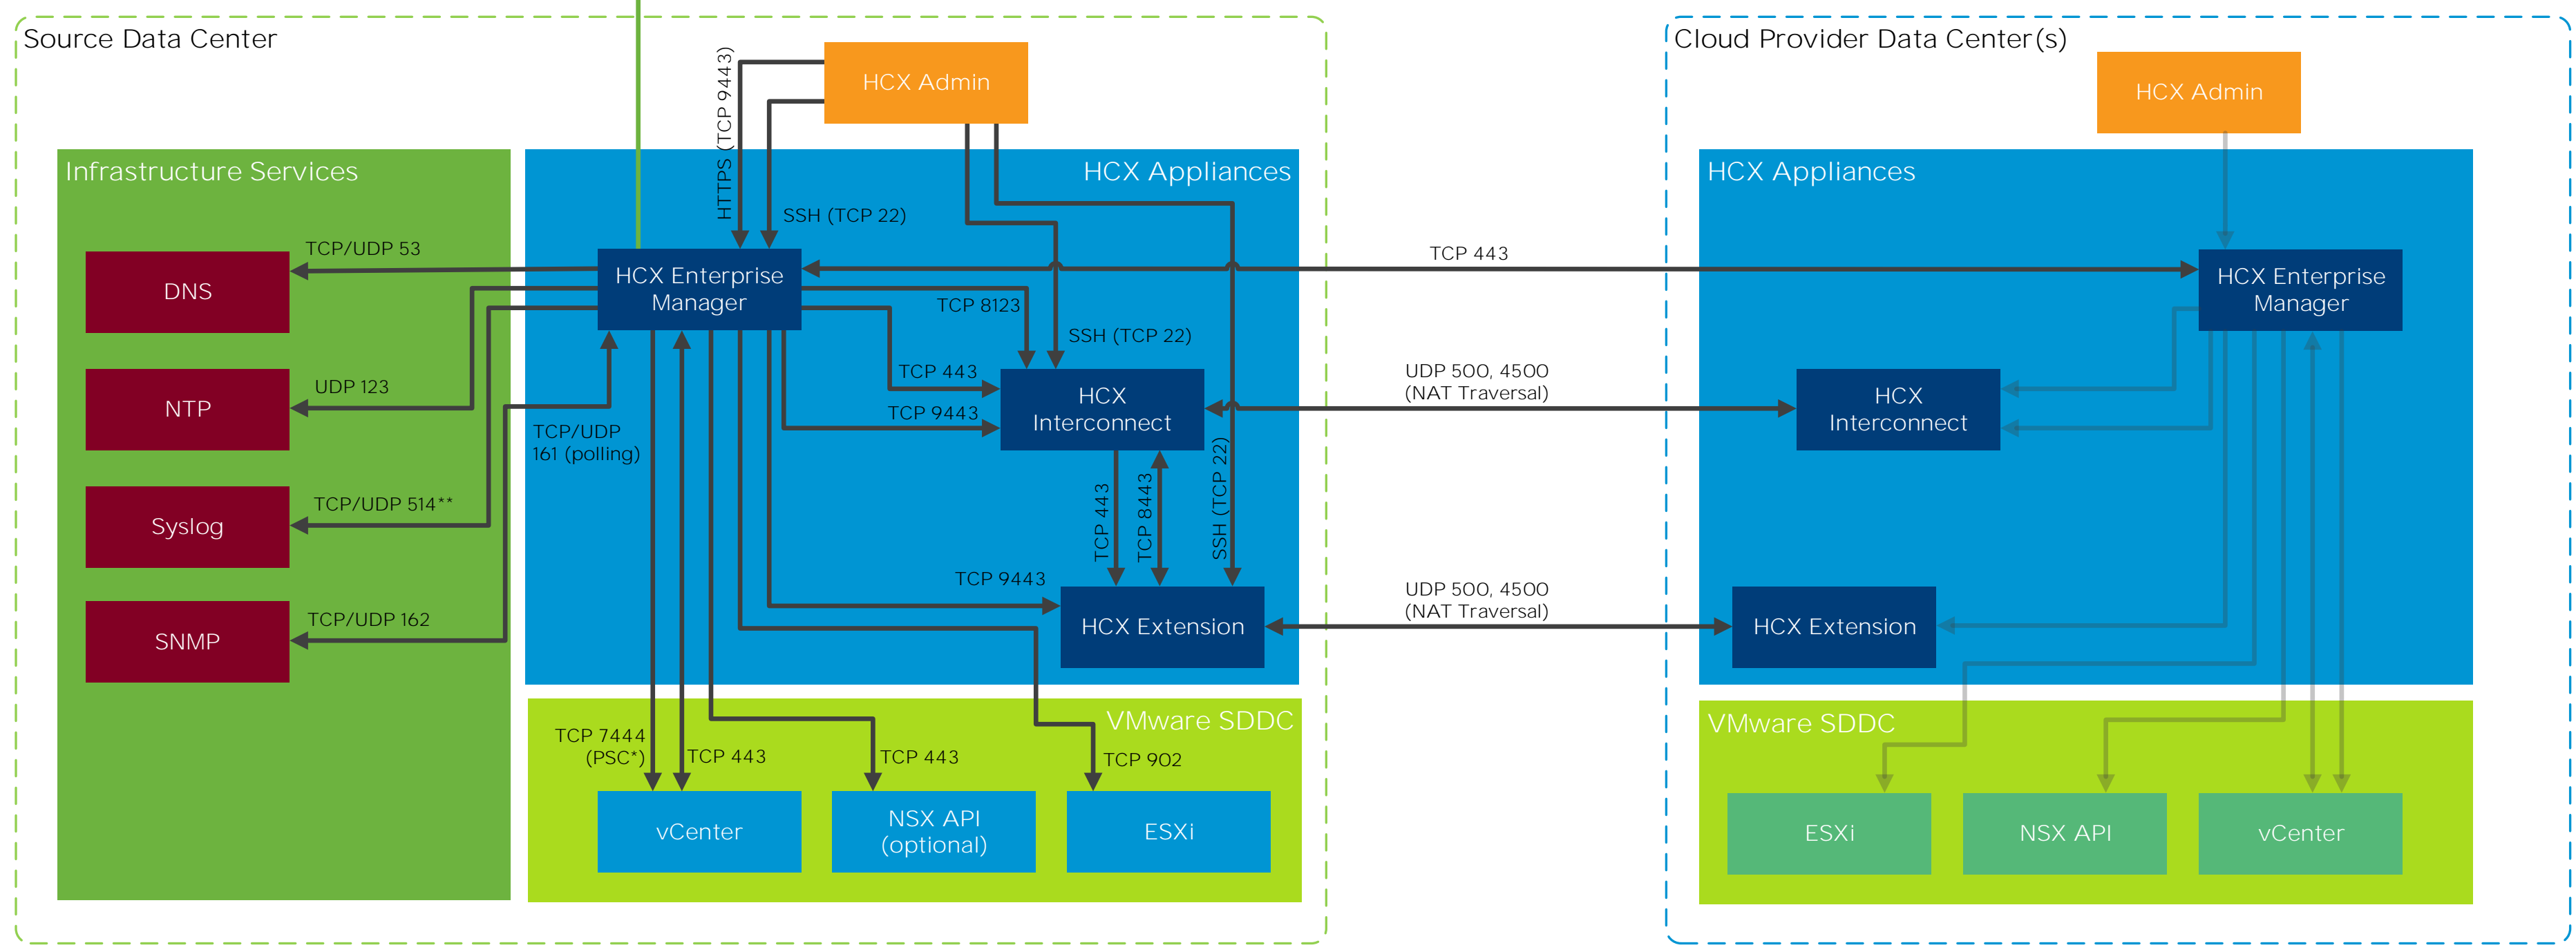 Source Data Center
HCX Admin
HTTPS (TCP 9443)
SSH (TCP 22)
Infrastructure Services
DNS
NTP
Syslog
SNMP
TCP/UDP 53
UDP 123
TCP/UDP 514**
TCP/UDP 162
HCX Appliances
HCX Enterprise
Manager
TCP/UDP
161 (polling)
TCP 8123
SSH (TCP 22)
TCP 443
TCP 9443
HCX
Interconnect
TCP 443
TCP 8443
SSH (TCP 22)
TCP 9443
HCX Extension
VMware SDDC
TCP 7444
(PSC*)
TCP 443
TCP 443
TCP 902
vCenter
NSX API
(optional)
ESXi
TCP 443
UDP 500, 4500
(NAT Traversal)
UDP 500, 4500
(NAT Traversal)
Cloud Provider Data Center(s)
HCX Admin
HCX Appliances
HCX Enterprise
Manager
HCX
Interconnect
HCX Extension
VMware SDDC
ESXi
NSX API
vCenter